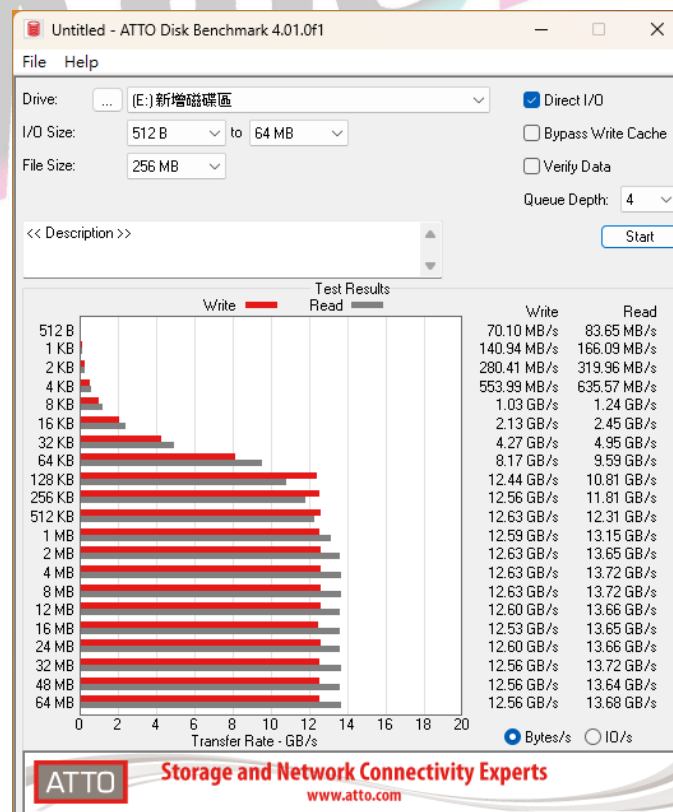 Untitled - ATTO Disk Benchmark 4.01.0f1
File Help
Drive: ... (E:)新增磁碟區 Direct I/O
I/O Size: 512 B to 64 MB Bypass Write Cache
File Size: 256 MB Verify Data
Queue Depth: 4
<< Description >> Start
Test Results
Write Read Write Read
512 B 70.10 MB/s 83.65 MB/s
1 KB 140.94 MB/s 166.09 MB/s
2 KB 280.41 MB/s 319.96 MB/s
4 KB 553.99 MB/s 635.57 MB/s
8 KB 1.03 GB/s 1.24 GB/s
16 KB 2.13 GB/s 2.45 GB/s
32 KB 4.27 GB/s 4.95 GB/s
64 KB 8.17 GB/s 9.59 GB/s
128 KB 12.44 GB/s 10.81 GB/s
256 KB 12.56 GB/s 11.81 GB/s
512 KB 12.63 GB/s 12.31 GB/s
1 MB 12.59 GB/s 13.15 GB/s
2 MB 12.63 GB/s 13.65 GB/s
4 MB 12.63 GB/s 13.72 GB/s
8 MB 12.63 GB/s 13.72 GB/s
12 MB 12.60 GB/s 13.66 GB/s
16 MB 12.53 GB/s 13.65 GB/s
24 MB 12.60 GB/s 13.66 GB/s
32 MB 12.56 GB/s 13.72 GB/s
48 MB 12.56 GB/s 13.64 GB/s
64 MB 12.56 GB/s 13.68 GB/s
0 2 4 6 8 10 12 14 16 18 20
Transfer Rate - GB/s Bytes/s IO/s
ATTO Storage and Network Connectivity Experts
www.atto.com